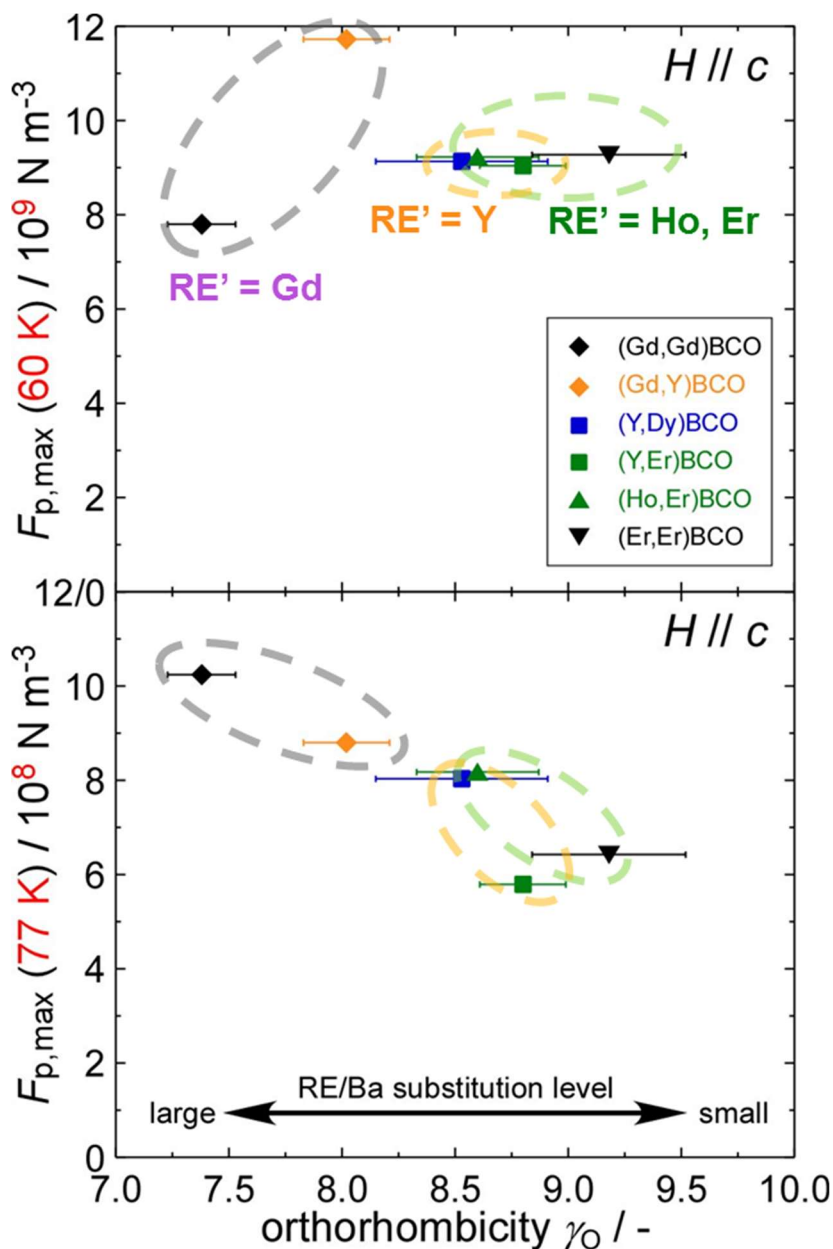 12
10
8
6
4
2
12/0
10
8
6
4
2
0
F_p,max (60 K) / 10⁹ N m⁻³
H // c
RE' = Y
RE' = Ho, Er
RE' = Gd
(Gd,Gd)BCO
(Gd,Y)BCO
(Y,Dy)BCO
(Y,Er)BCO
(Ho,Er)BCO
(Er,Er)BCO
F_p,max (77 K) / 10⁸ N m⁻³
H // c
RE/Ba substitution level
large small
7.0 7.5 8.0 8.5 9.0 9.5 10.0
orthorhombicity γ_O / -